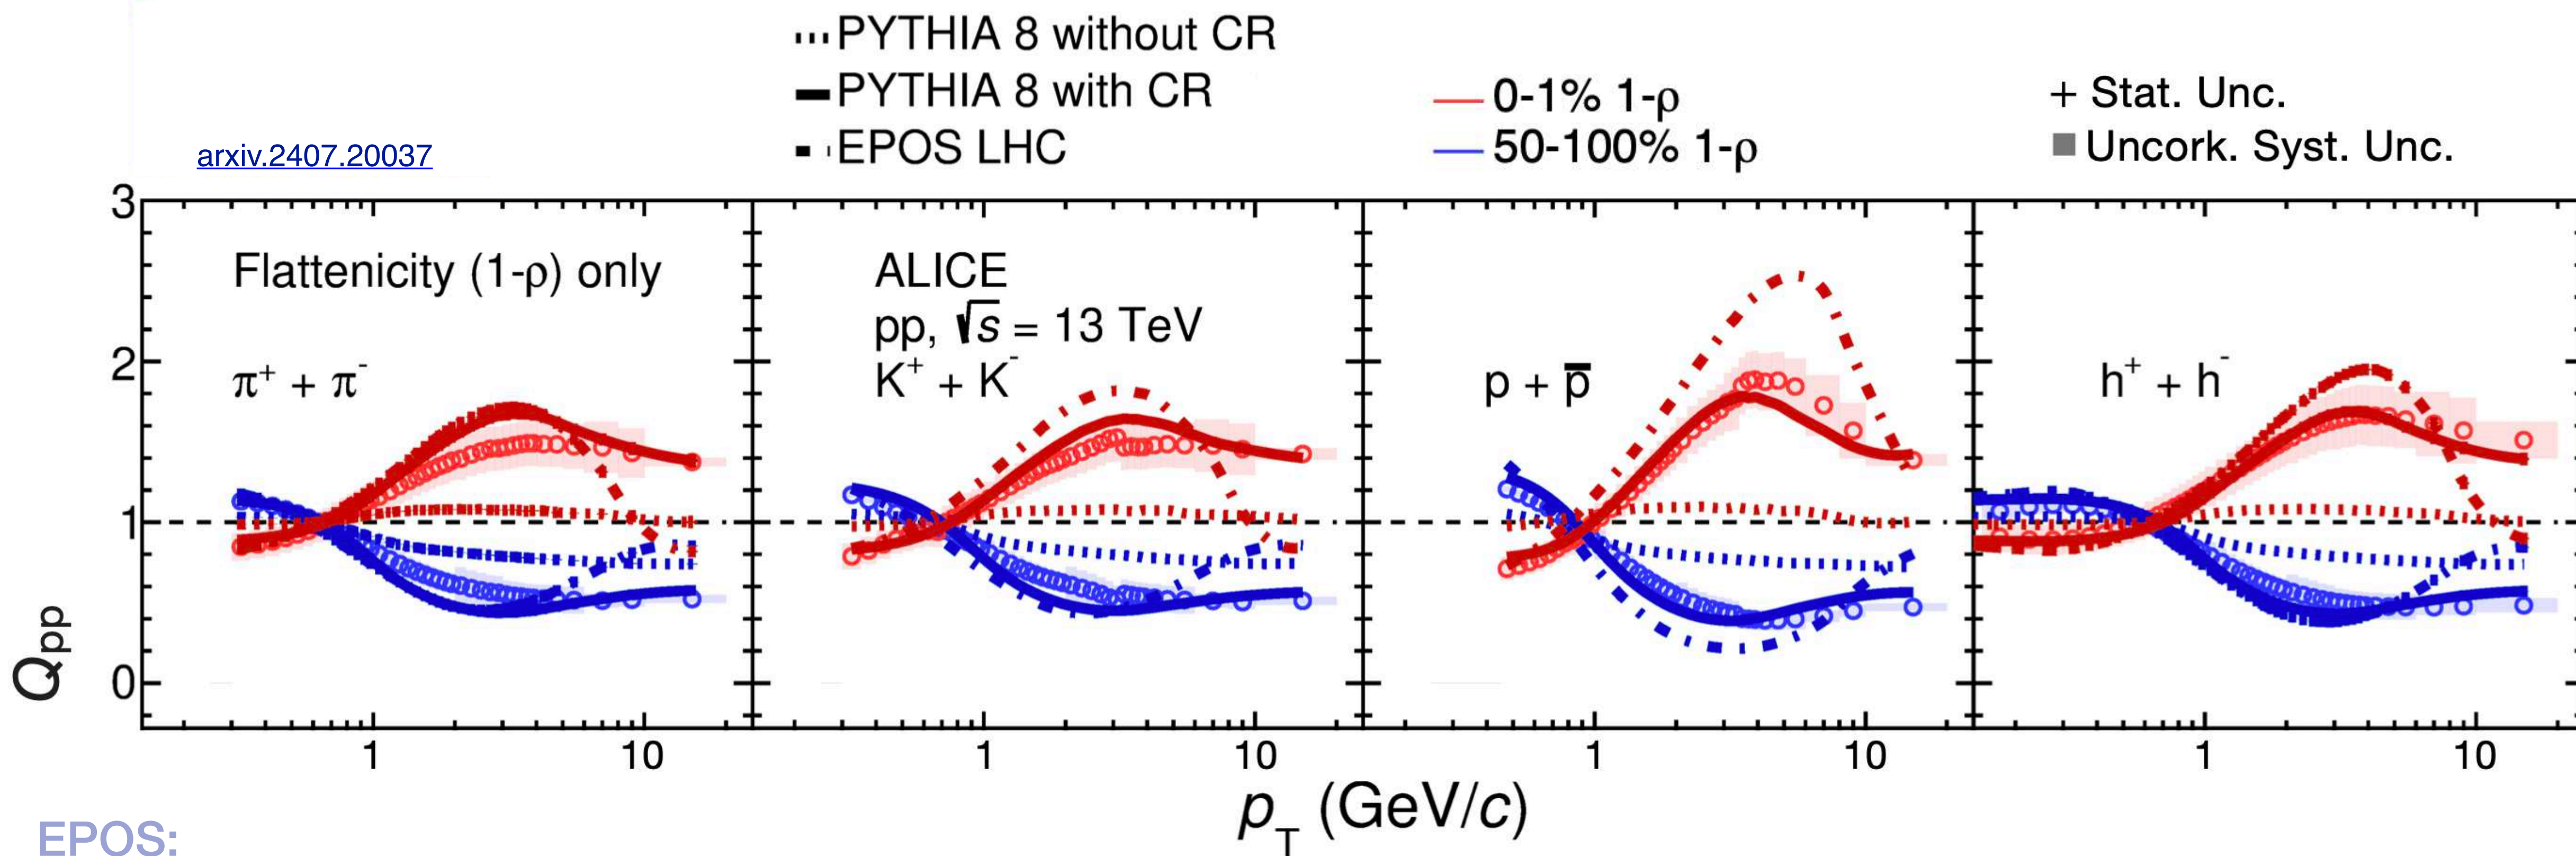 PYTHIA 8 without CR
PYTHIA 8 with CR
EPOS LHC
0-1% 1-ρ
50-100% 1-ρ
+ Stat. Unc.
Uncork. Syst. Unc.
arxiv.2407.20037
3
2
1
0
Qpp
Flattenicity (1-ρ) only
π⁺ + π⁻
ALICE
pp, √s = 13 TeV
K⁺ + K⁻
p + p̅
h⁺ + h⁻
1 10 1 10 1 10 1 10
p_T (GeV/c)
EPOS: